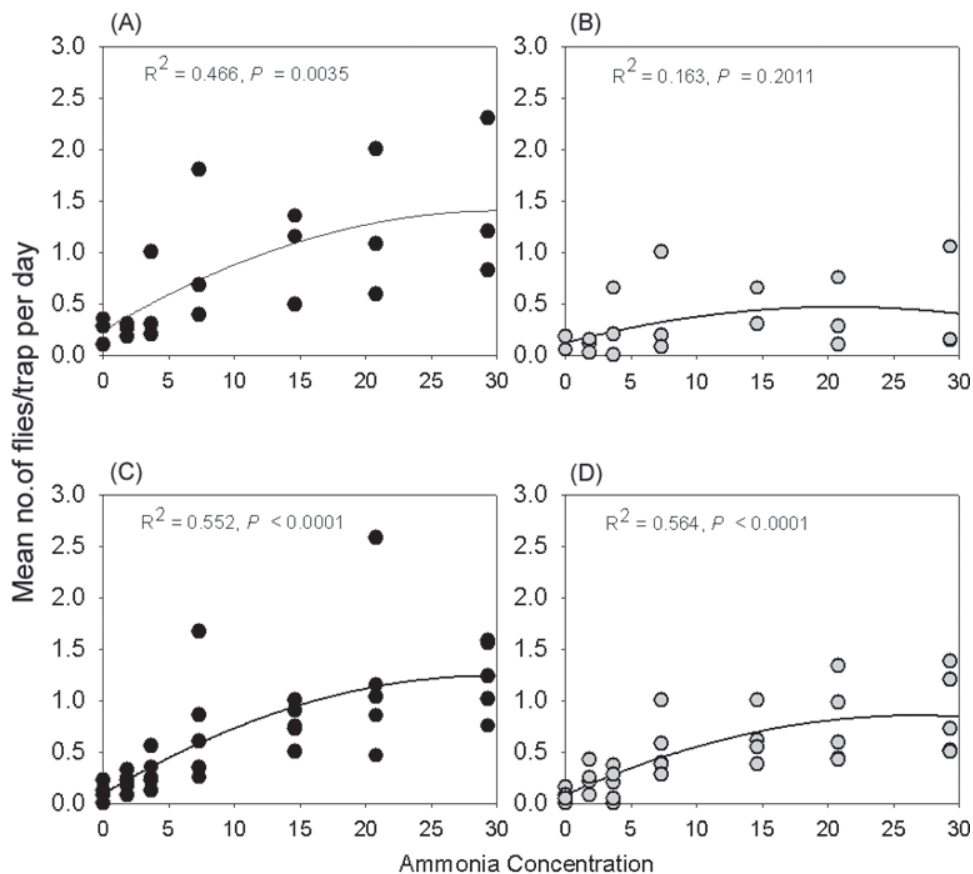 (A)
(B)
3.0
R² = 0.466, P = 0.0035
2.5
2.0
1.5
1.0
0.5
0.0
0 5 10 15 20 25 30
3.0
R² = 0.163, P = 0.2011
2.5
2.0
1.5
1.0
0.5
0.0
0 5 10 15 20 25 30
Mean no.of flies/trap per day
(C)
(D)
3.0
R² = 0.552, P < 0.0001
2.5
2.0
1.5
1.0
0.5
0.0
0 5 10 15 20 25 30
3.0
R² = 0.564, P < 0.0001
2.5
2.0
1.5
1.0
0.5
0.0
0 5 10 15 20 25 30
Ammonia Concentration